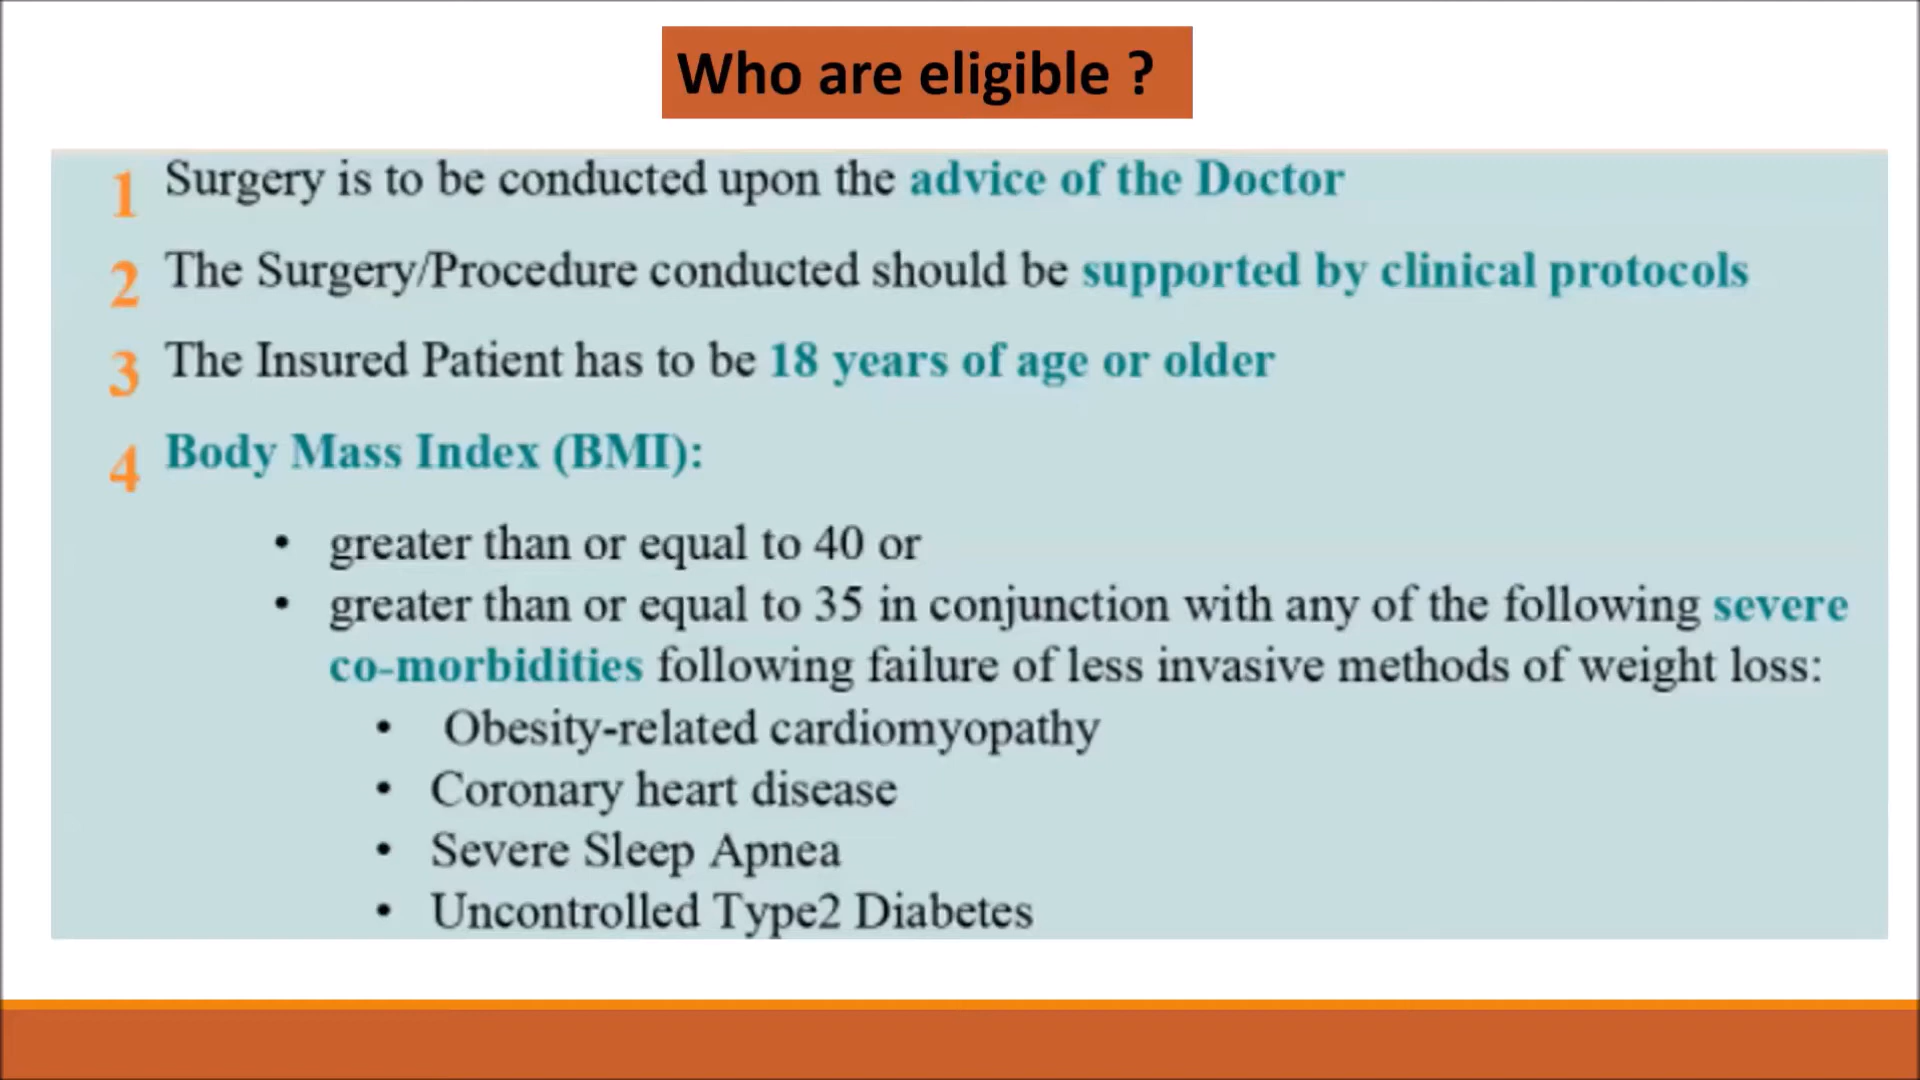 Who are eligible ?
1 Surgery is to be conducted upon the advice of the Doctor
2 The Surgery/Procedure conducted should be supported by clinical protocols
3 The Insured Patient has to be 18 years of age or older
4 Body Mass Index (BMI):
• greater than or equal to 40 or
• greater than or equal to 35 in conjunction with any of the following severe
co-morbidities following failure of less invasive methods of weight loss:
• Obesity-related cardiomyopathy
• Coronary heart disease
• Severe Sleep Apnea
• Uncontrolled Type2 Diabetes